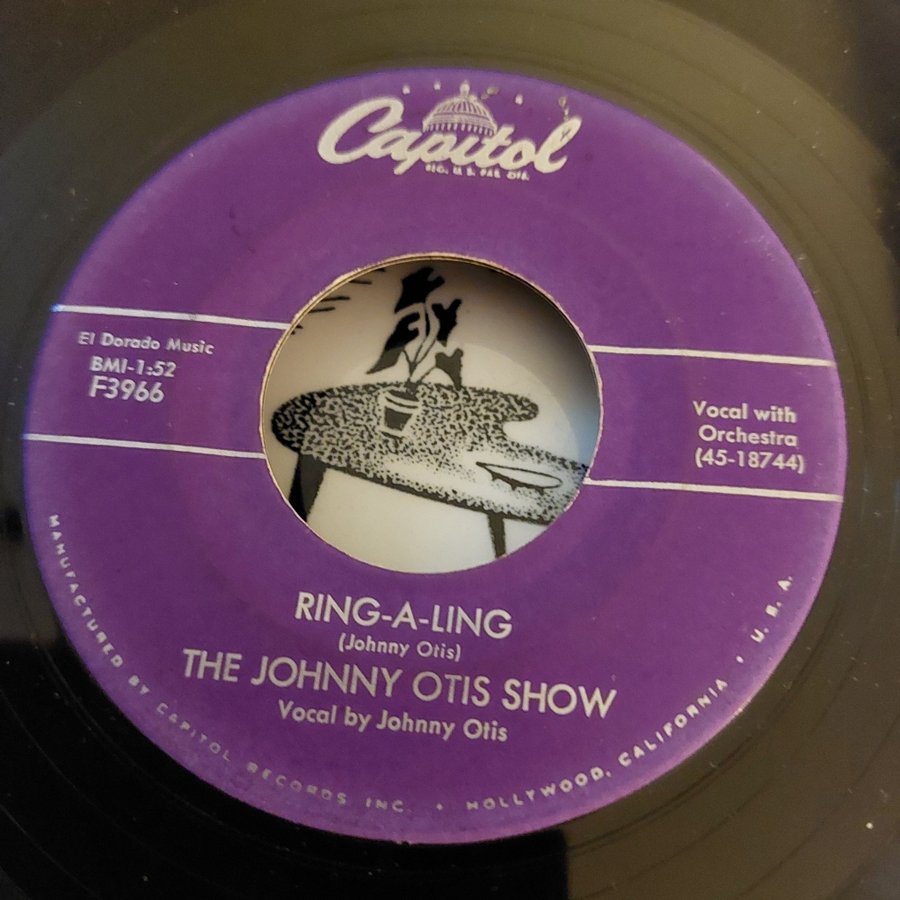 Capitol
REG. U. S. PAT. OFF.
El Dorado Music
BMI-1:52
F3966
Vocal with
Orchestra
(45-18744)
RING-A-LING
(Johnny Otis)
THE JOHNNY OTIS SHOW
Vocal by Johnny Otis
MANUFACTURED BY CAPITOL RECORDS, INC. • HOLLYWOOD, CALIFORNIA • U. S. A.